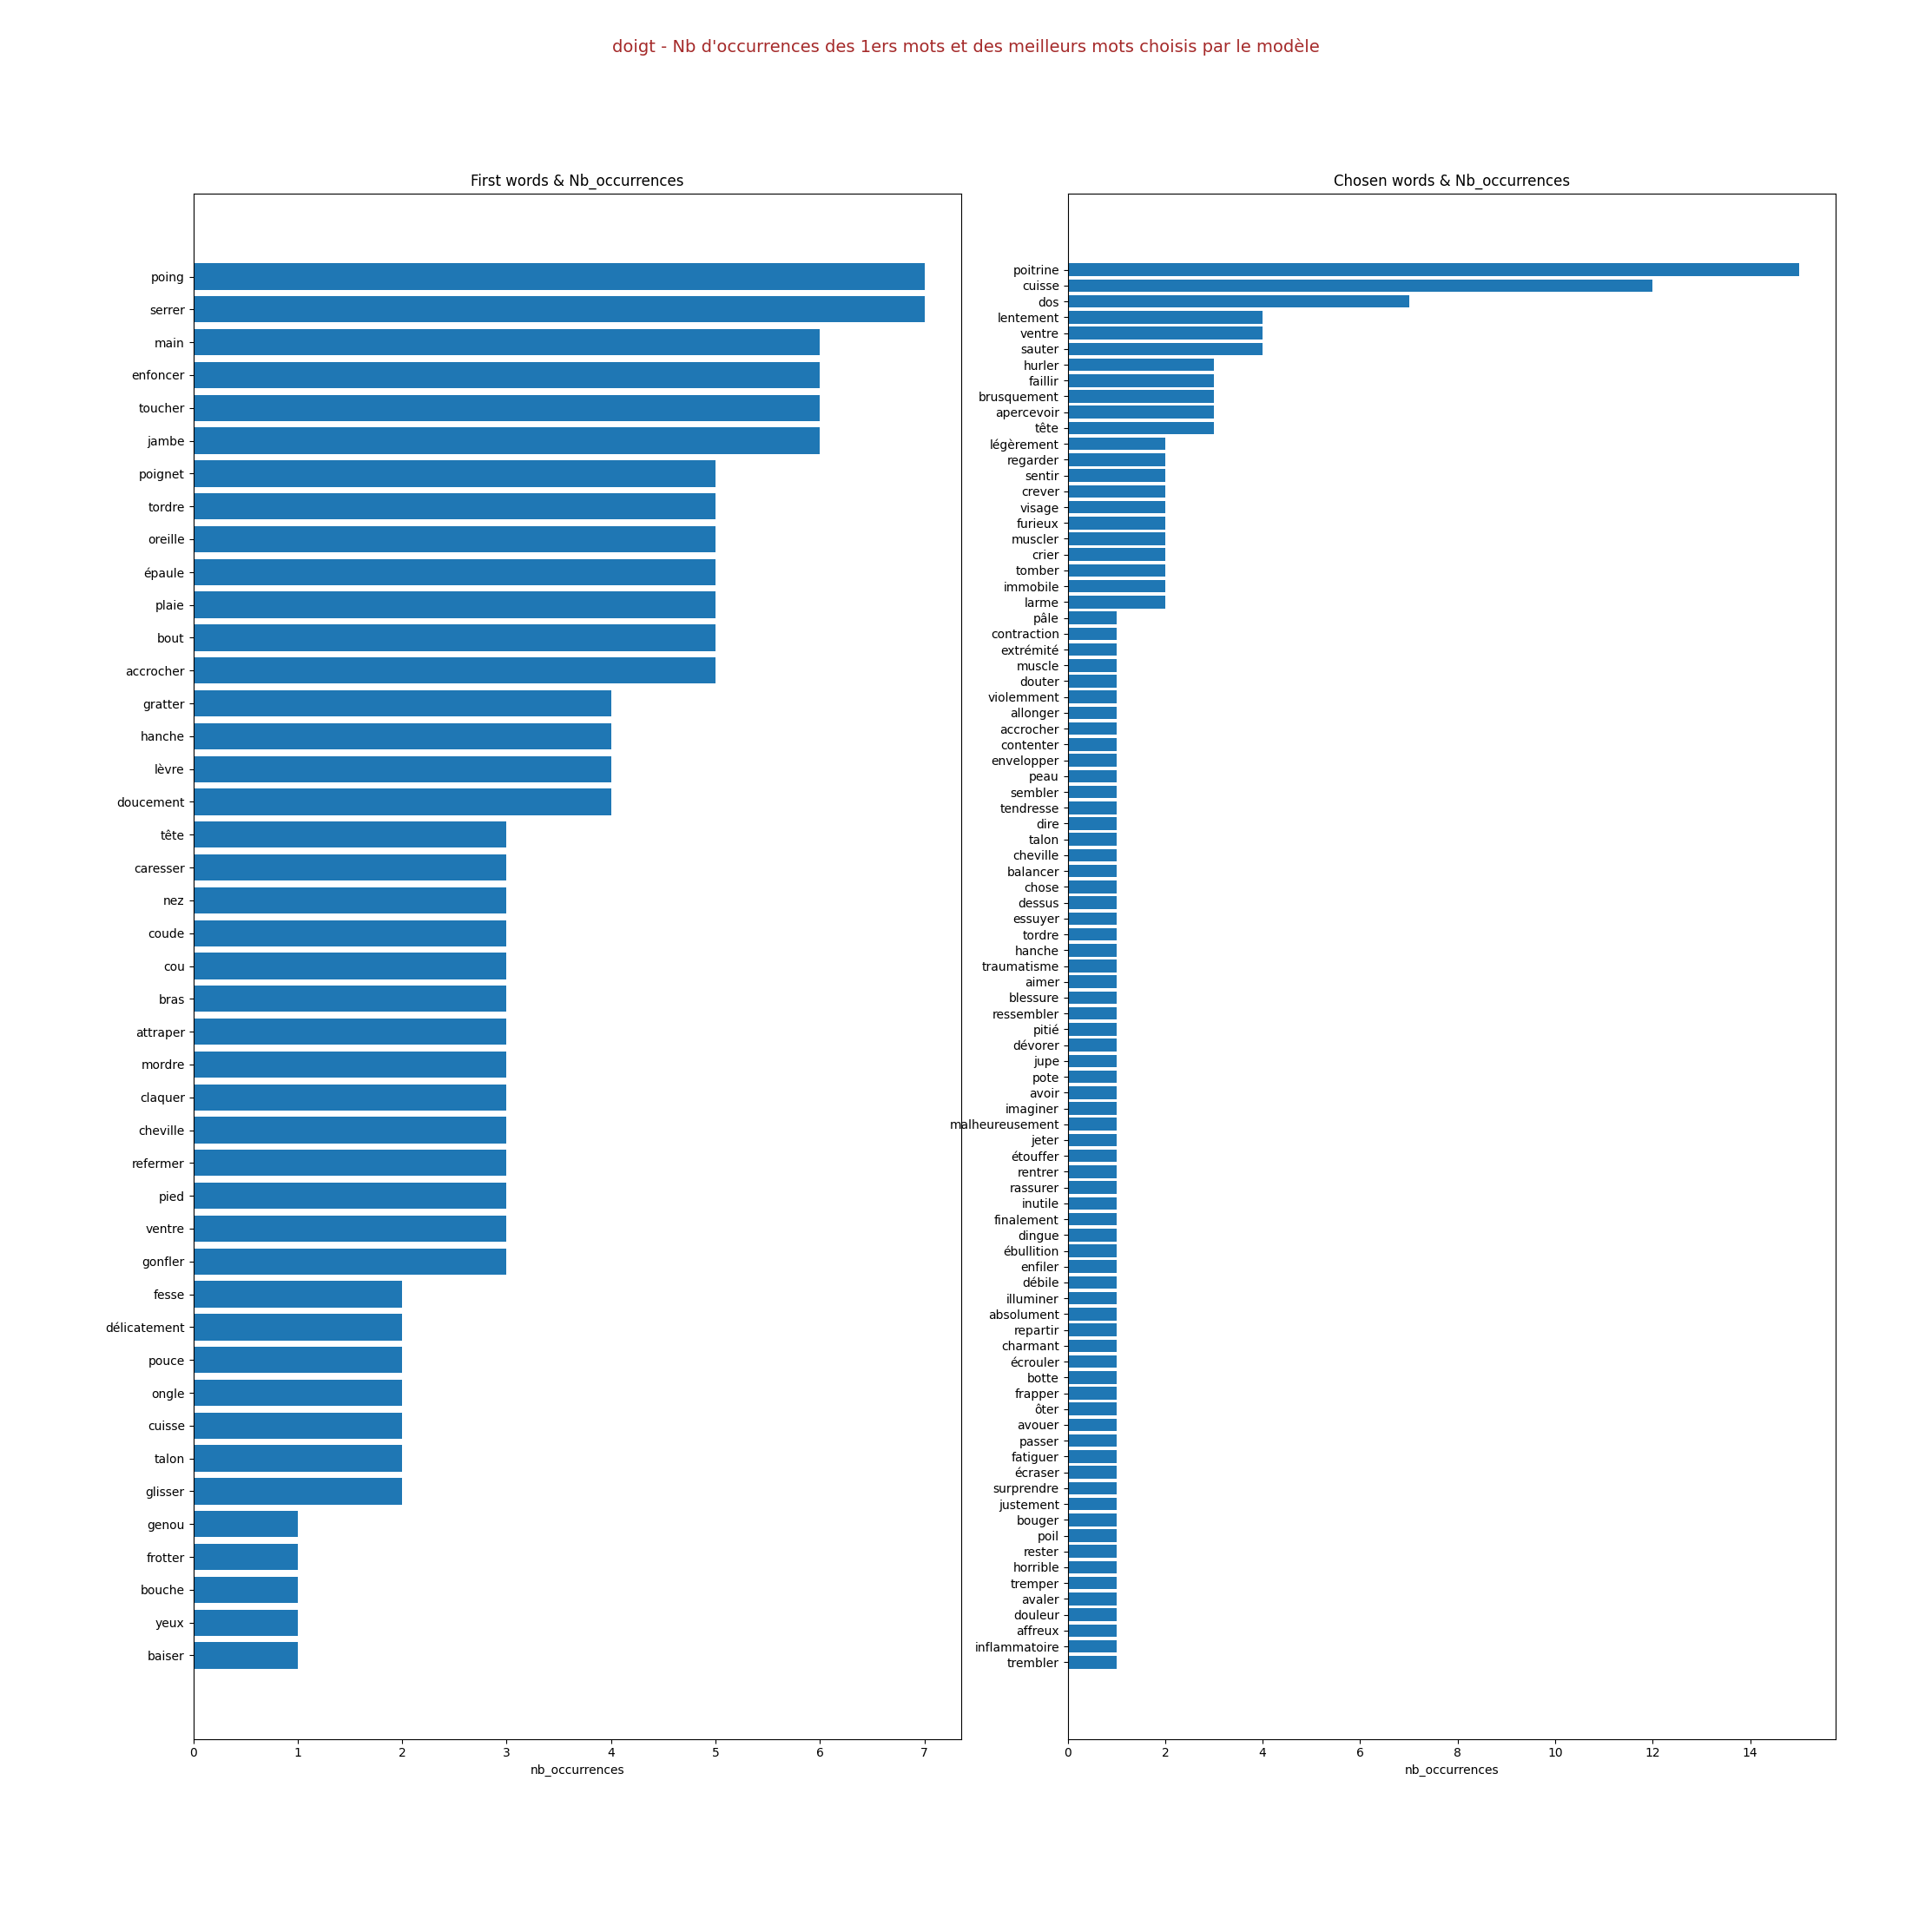 doigt - Nb d'occurrences des 1ers mots et des meilleurs mots choisis par le modèle
First words & Nb_occurrences
poing
serrer
main
enfoncer
toucher
jambe
poignet
tordre
oreille
épaule
plaie
bout
accrocher
gratter
hanche
lèvre
doucement
tête
caresser
nez
coude
cou
bras
attraper
mordre
claquer
cheville
refermer
pied
ventre
gonfler
fesse
délicatement
pouce
ongle
cuisse
talon
glisser
genou
frotter
bouche
yeux
baiser
0 1 2 3 4 5 6 7
nb_occurrences
Chosen words & Nb_occurrences
poitrine
cuisse
dos
lentement
ventre
sauter
hurler
faillir
brusquement
apercevoir
tête
légèrement
regarder
sentir
crever
visage
furieux
muscler
crier
tomber
immobile
larme
pâle
contraction
extrémité
muscle
douter
violemment
allonger
accrocher
contenter
envelopper
peau
sembler
tendresse
dire
talon
cheville
balancer
chose
dessus
essuyer
tordre
hanche
traumatisme
aimer
blessure
ressembler
pitié
dévorer
jupe
pote
avoir
imaginer
malheureusement
jeter
étouffer
rentrer
rassurer
inutile
finalement
dingue
ébullition
enfiler
débile
illuminer
absolument
repartir
charmant
écrouler
botte
frapper
ôter
avouer
passer
fatiguer
écraser
surprendre
justement
bouger
poil
rester
horrible
tremper
avaler
douleur
affreux
inflammatoire
trembler
0 2 4 6 8 10 12 14
nb_occurrences